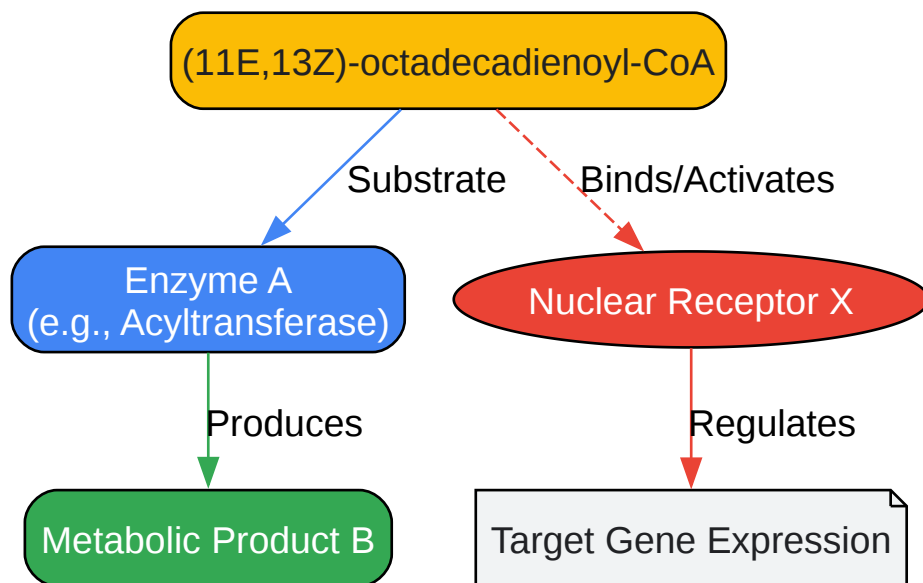 (11E,13Z)-octadecadienoyl-CoA
Substrate
Binds/Activates
Enzyme A
(e.g., Acyltransferase)
Nuclear Receptor X
Produces
Regulates
Metabolic Product B
Target Gene Expression